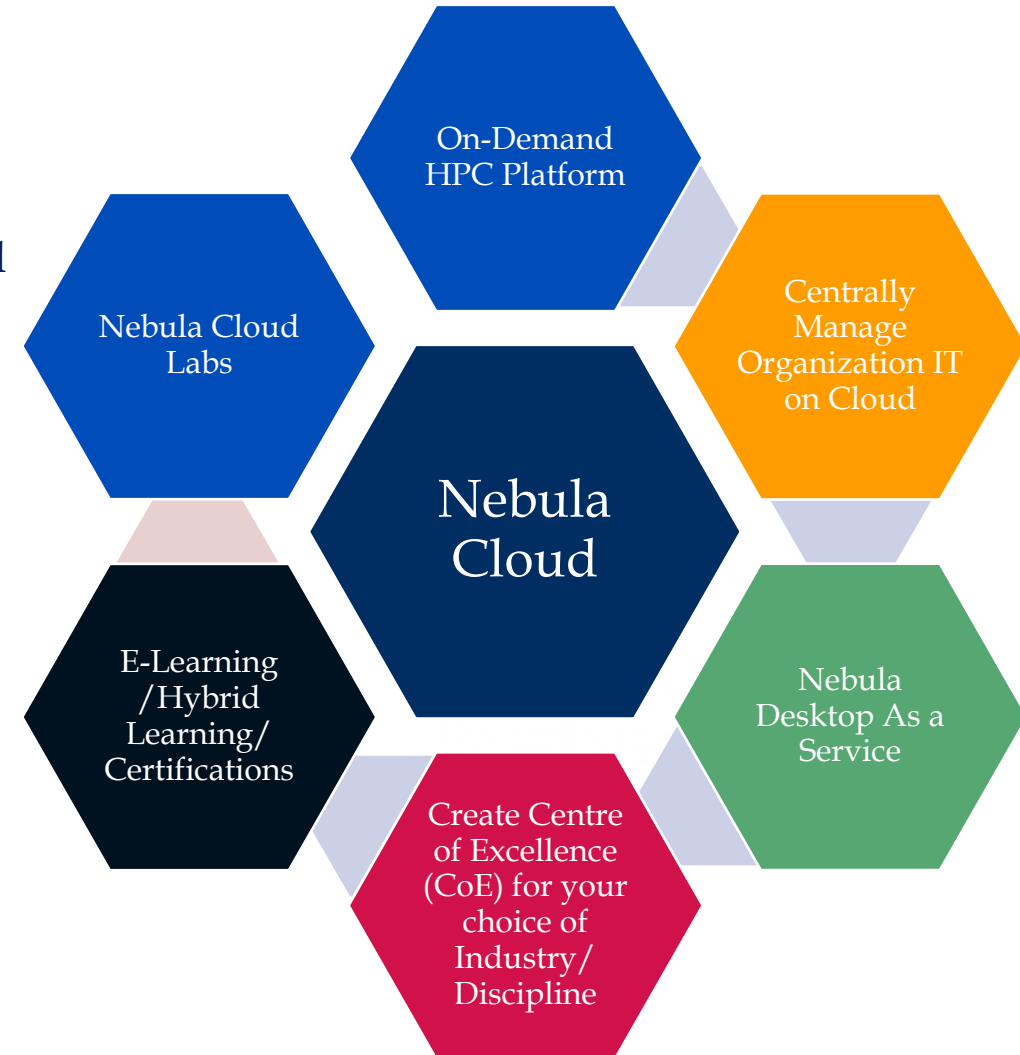 On-Demand
HPC Platform
Centrally
Manage
Organization IT
on Cloud
Nebula Cloud
Labs
Nebula
Cloud
E-Learning
/Hybrid
Learning/
Certifications
Nebula
Desktop As a
Service
Create Centre
of Excellence
(CoE) for your
choice of
Industry/
Discipline